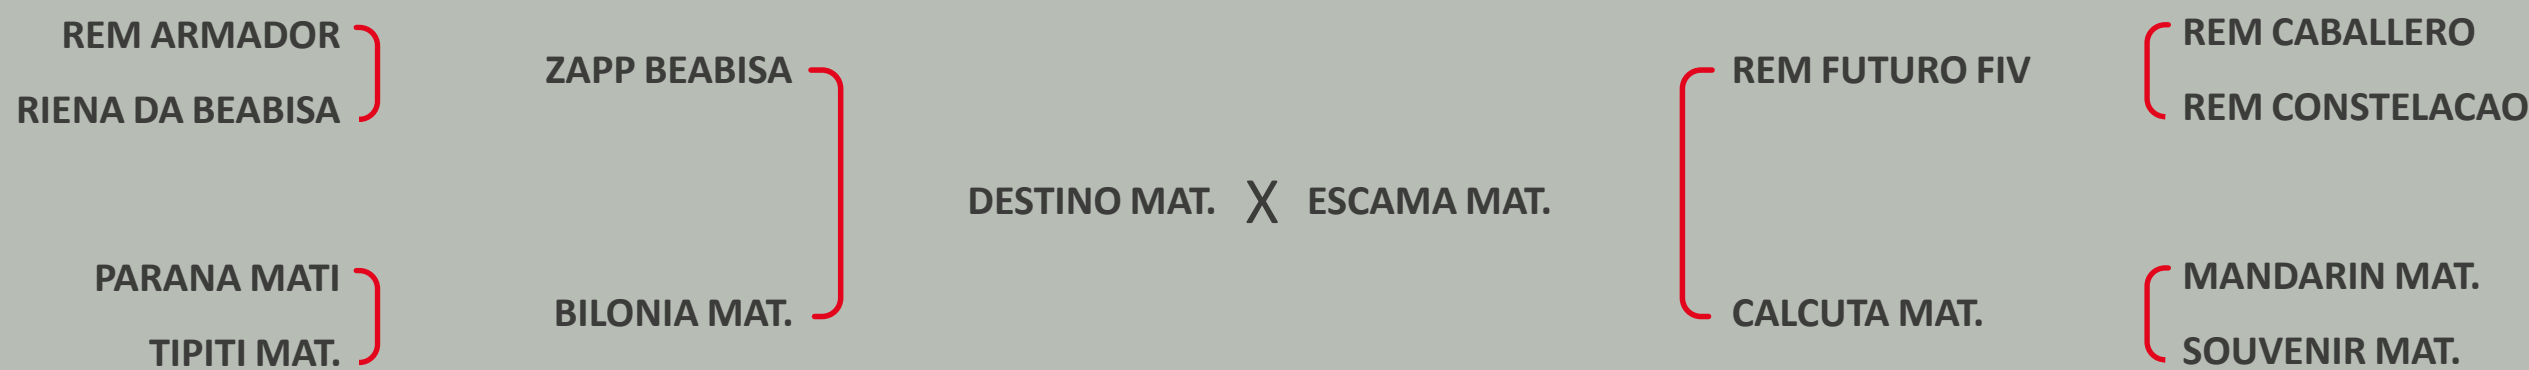 REM ARMADOR
RIENA DA BEABISA
ZAPP BEABISA
PARANA MATI
TIPITI MAT.
BILONIA MAT.
DESTINO MAT. X ESCAMA MAT.
REM FUTURO FIV
REM CABALLERO
REM CONSTELACAO
CALCUTA MAT.
MANDARIN MAT.
SOUVENIR MAT.